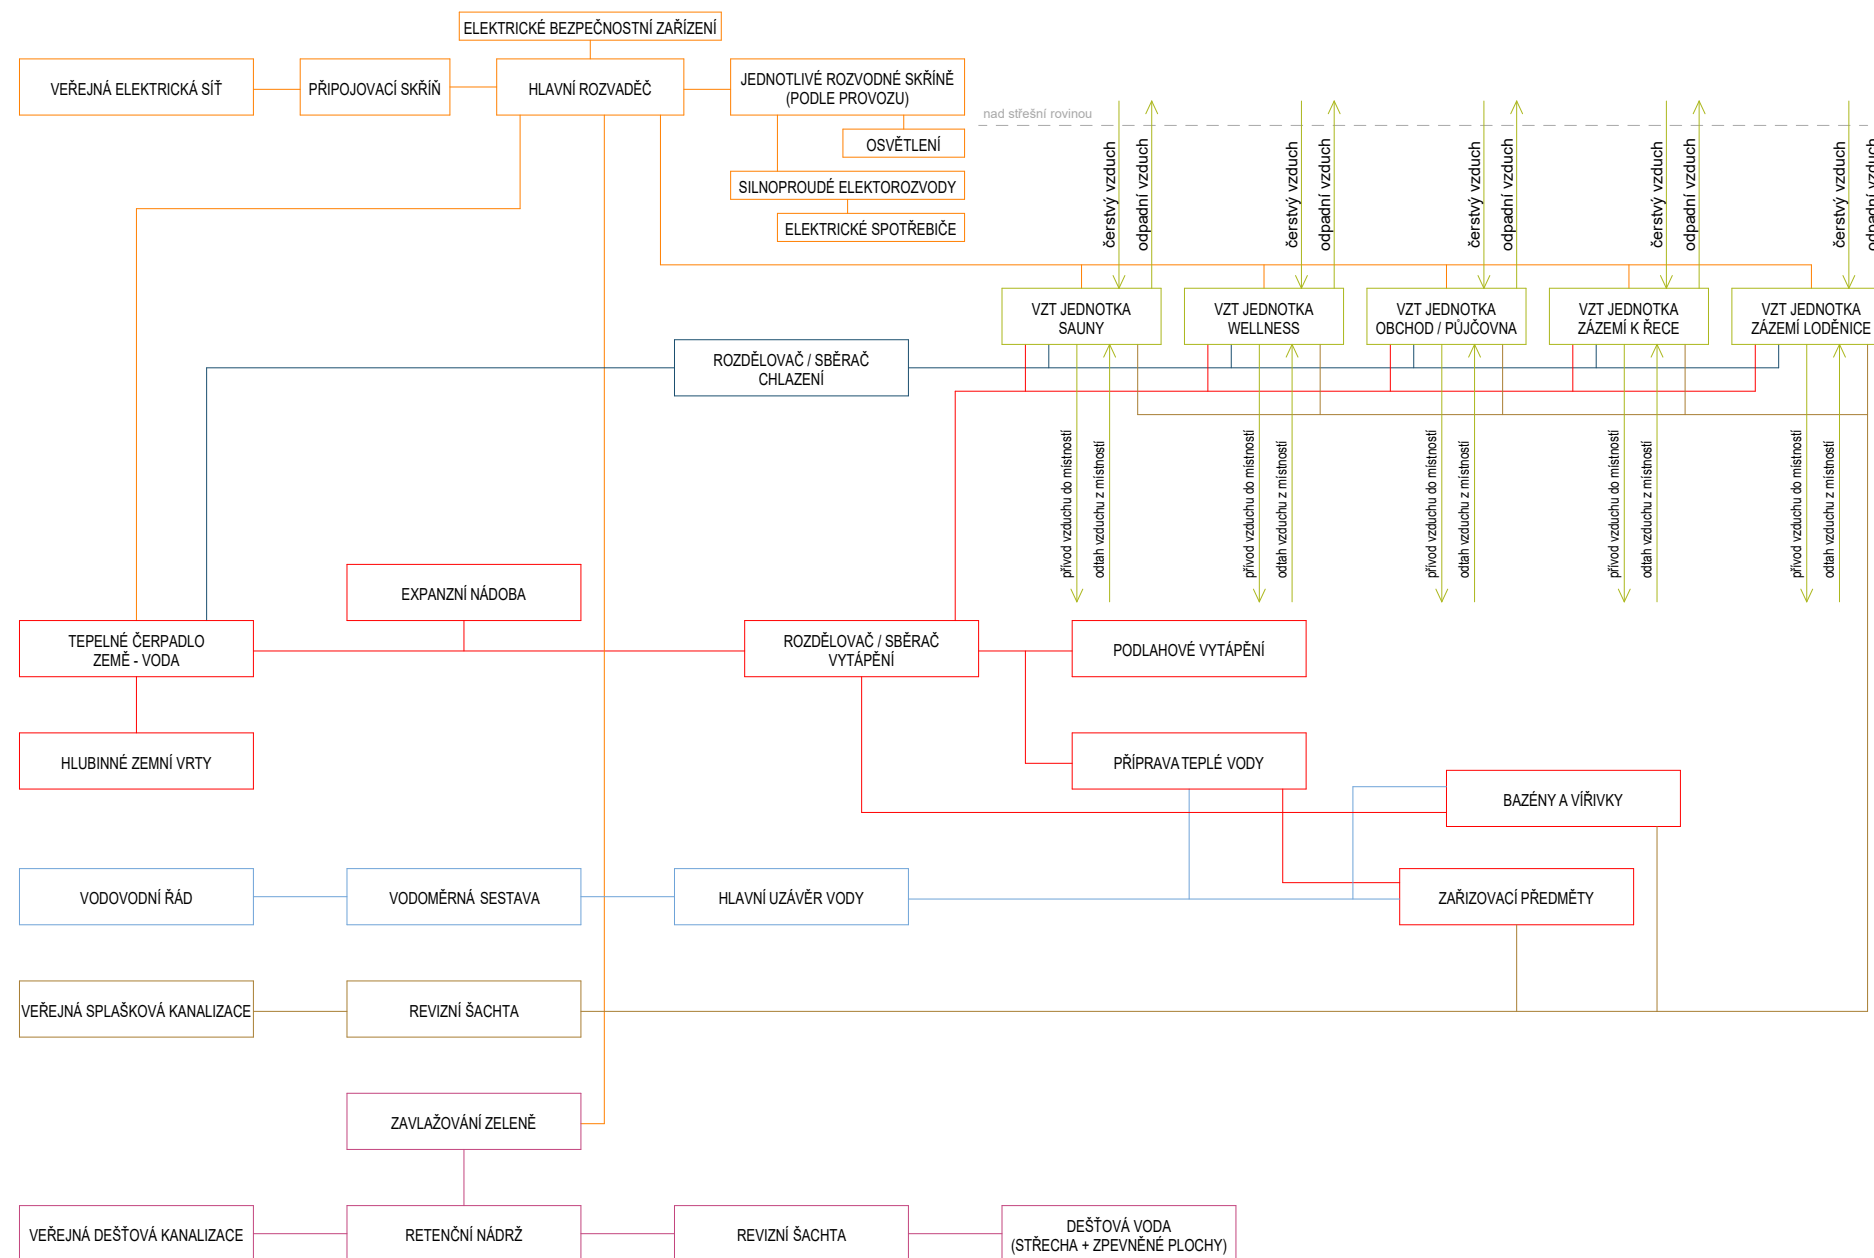 ELEKTRICKÉ BEZPEČNOSTNÍ ZAŘÍZENÍ
VEŘEJNÁ ELEKTRICKÁ SÍŤ
PŘIPOJOVACÍ SKŘÍŇ
HLAVNÍ ROZVADĚČ
JEDNOTLIVÉ ROZVODNÉ SKŘÍNĚ
(PODLE PROVOZU)
OSVĚTLENÍ
SILNOPROUDÉ ELEKTOROZVODY
ELEKTRICKÉ SPOTŘEBIČE
nad střešní rovinou
čerstvý vzduch
odpadní vzduch
čerstvý vzduch
odpadní vzduch
čerstvý vzduch
odpadní vzduch
čerstvý vzduch
odpadní vzduch
čerstvý vzduch
odpadní vzduch
VZT JEDNOTKA
SAUNY
VZT JEDNOTKA
WELLNESS
VZT JEDNOTKA
OBCHOD / PŮJČOVNA
VZT JEDNOTKA
ZÁZEMÍ K ŘECE
VZT JEDNOTKA
ZÁZEMÍ LODĚNICE
ROZDĚLOVAČ / SBĚRAČ
CHLAZENÍ
přívod vzduchu do místností
odtah vzduchu z místností
přívod vzduchu do místností
odtah vzduchu z místností
přívod vzduchu do místností
odtah vzduchu z místností
přívod vzduchu do místností
odtah vzduchu z místností
přívod vzduchu do místností
odtah vzduchu z místností
EXPANZNÍ NÁDOBA
TEPELNÉ ČERPADLO
ZEMĚ - VODA
ROZDĚLOVAČ / SBĚRAČ
VYTÁPĚNÍ
PODLAHOVÉ VYTÁPĚNÍ
HLUBINNÉ ZEMNÍ VRTY
PŘÍPRAVA TEPLÉ VODY
BAZÉNY A VÍŘIVKY
VODOVODNÍ ŘÁD
VODOMĚRNÁ SESTAVA
HLAVNÍ UZÁVĚR VODY
ZAŘIZOVACÍ PŘEDMĚTY
VEŘEJNÁ SPLAŠKOVÁ KANALIZACE
REVIZNÍ ŠACHTA
ZAVLAŽOVÁNÍ ZELENĚ
VEŘEJNÁ DEŠŤOVÁ KANALIZACE
RETENČNÍ NÁDRŽ
REVIZNÍ ŠACHTA
DEŠŤOVÁ VODA
(STŘECHA + ZPEVNĚNÉ PLOCHY)